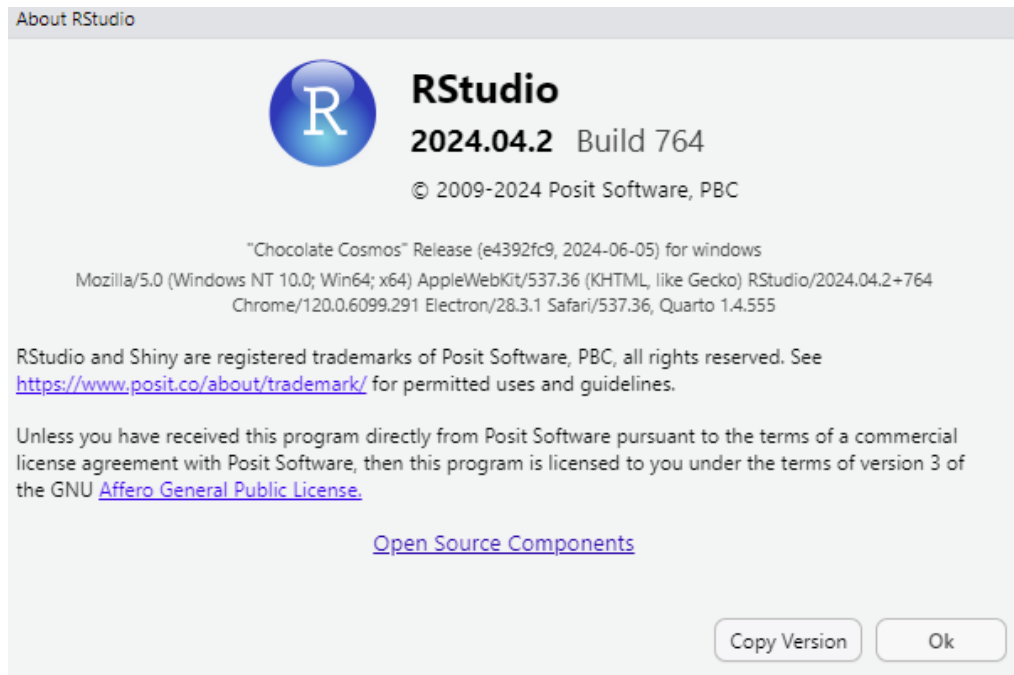 About RStudio
R
RStudio
2024.04.2 Build 764
© 2009-2024 Posit Software, PBC
"Chocolate Cosmos" Release (e4392fc9, 2024-06-05) for windows
Mozilla/5.0 (Windows NT 10.0; Win64; x64) AppleWebKit/537.36 (KHTML, like Gecko) RStudio/2024.04.2+764
Chrome/120.0.6099.291 Electron/28.3.1 Safari/537.36, Quarto 1.4.555
RStudio and Shiny are registered trademarks of Posit Software, PBC, all rights reserved. See
https://www.posit.co/about/trademark/ for permitted uses and guidelines.
Unless you have received this program directly from Posit Software pursuant to the terms of a commercial
license agreement with Posit Software, then this program is licensed to you under the terms of version 3 of
the GNU Affero General Public License.
Open Source Components
Copy Version Ok